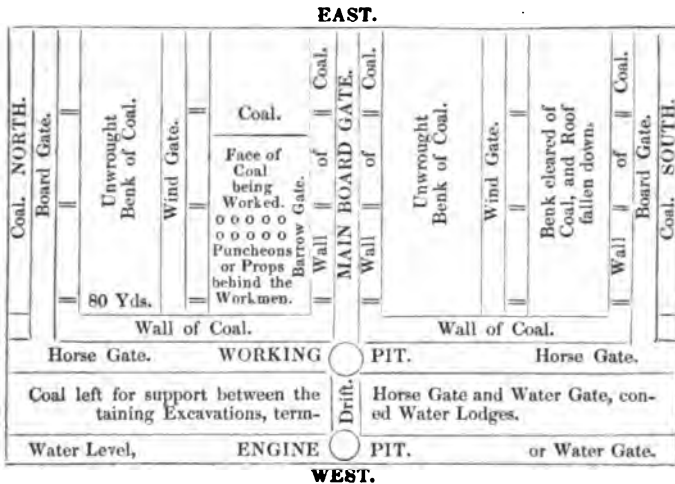 EAST.
Coal. NORTH.
Board Gate.
Unwrought
Benk of Coal.
80 Yds.
Wind Gate.
Coal.
Face of
Coal
being
Worked.
o o o o o
o o o o o
Puncheons
or Props
behind the
Workmen.
Barrow Gate.
Wall of Coal.
MAIN BOARD GATE.
Wall of Coal.
Unwrought
Benk of Coal.
Wind Gate.
Benk cleared of
Coal, and Roof
fallen down.
Wall of Coal.
Board Gate.
Coal. SOUTH.
Wall of Coal. Wall of Coal.
Horse Gate. WORKING PIT. Horse Gate.
Coal left for support between the Horse Gate and Water Gate, con-
taining Excavations, term- ed Water Lodges.
Drift.
Water Level, ENGINE PIT. or Water Gate.
WEST.